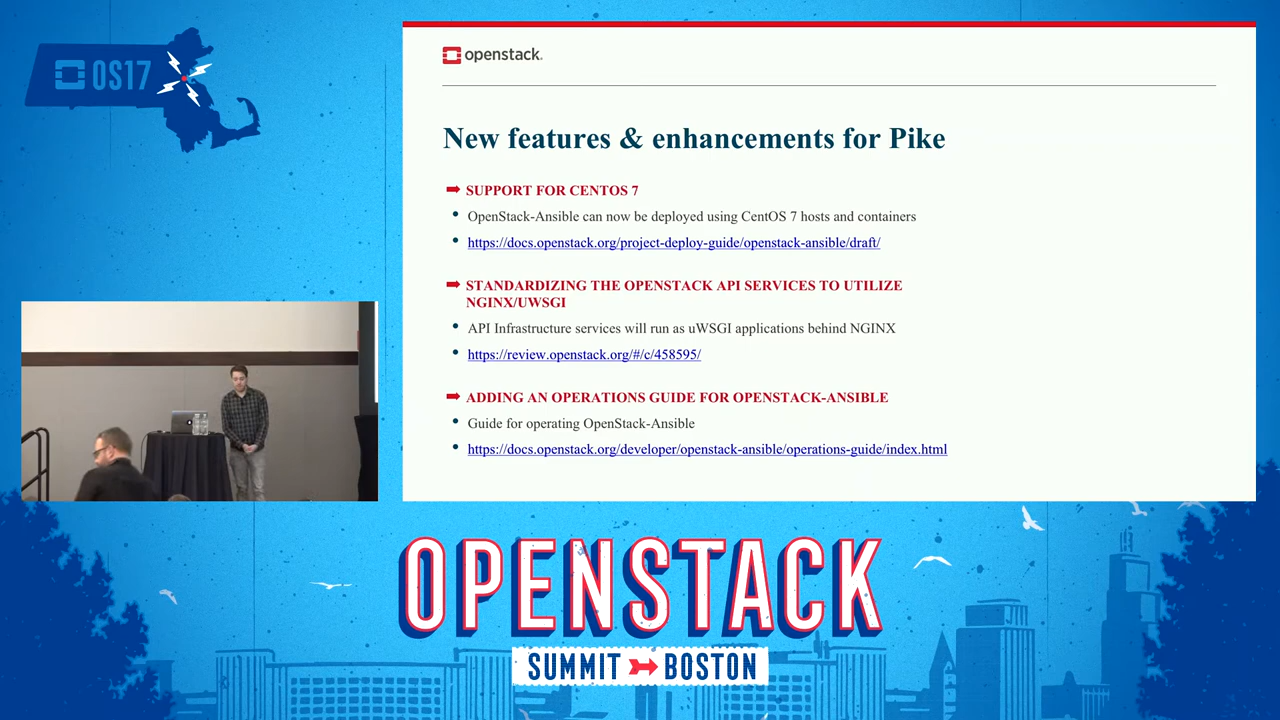 OS17
openstack.
New features & enhancements for Pike
SUPPORT FOR CENTOS 7
OpenStack-Ansible can now be deployed using CentOS 7 hosts and containers
https://docs.openstack.org/project-deploy-guide/openstack-ansible/draft/
STANDARDIZING THE OPENSTACK API SERVICES TO UTILIZE
NGINX/UWSGI
API Infrastructure services will run as uWSGI applications behind NGINX
https://review.openstack.org/#/c/458595/
ADDING AN OPERATIONS GUIDE FOR OPENSTACK-ANSIBLE
Guide for operating OpenStack-Ansible
https://docs.openstack.org/developer/openstack-ansible/operations-guide/index.html
OPENSTACK
SUMMIT BOSTON